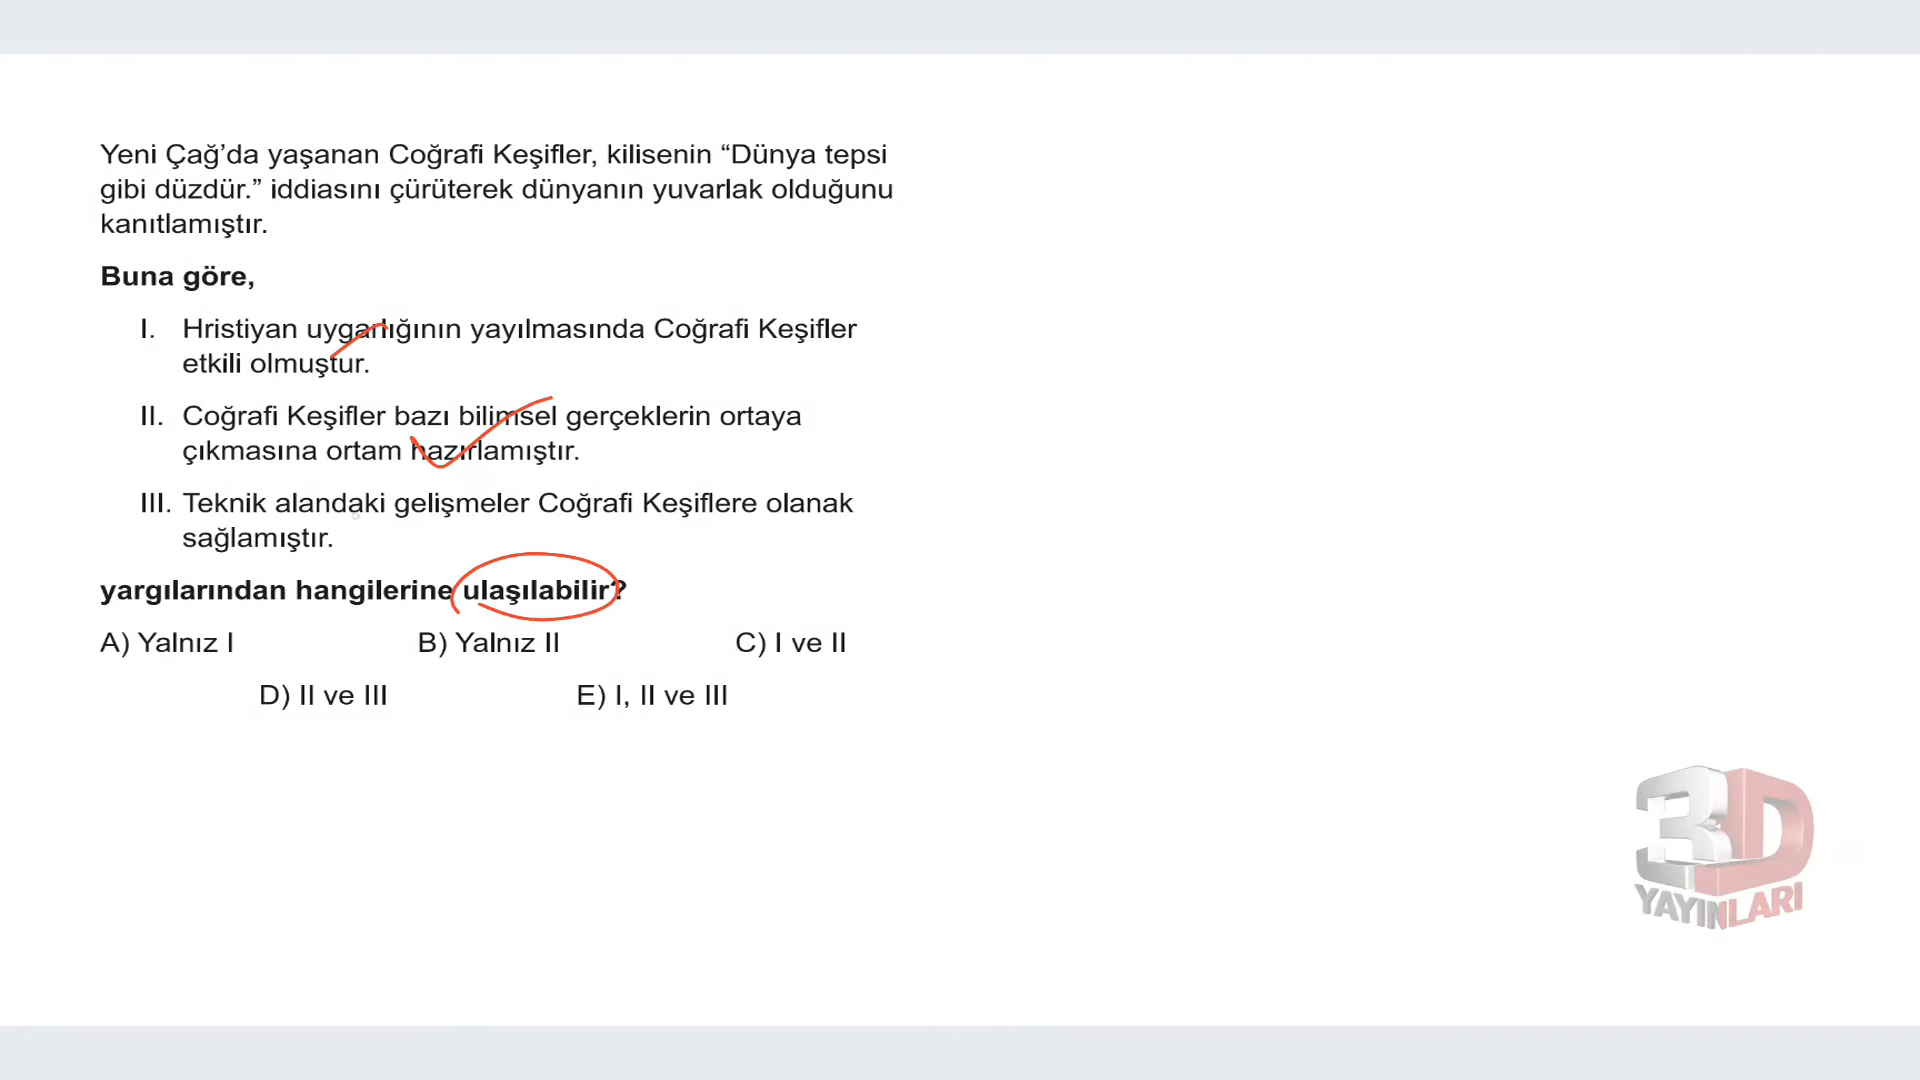 Yeni Çağ’da yaşanan Coğrafi Keşifler, kilisenin “Dünya tepsi
gibi düzdür.” iddiasını çürüterek dünyanın yuvarlak olduğunu
kanıtlamıştır.
Buna göre,
I. Hristiyan uygarlığının yayılmasında Coğrafi Keşifler
etkili olmuştur.
II. Coğrafi Keşifler bazı bilimsel gerçeklerin ortaya
çıkmasına ortam hazırlamıştır.
III. Teknik alandaki gelişmeler Coğrafi Keşiflere olanak
sağlamıştır.
yargılarından hangilerine ulaşılabilir?
A) Yalnız I B) Yalnız II C) I ve II
D) II ve III E) I, II ve III
3D
YAYINLARI